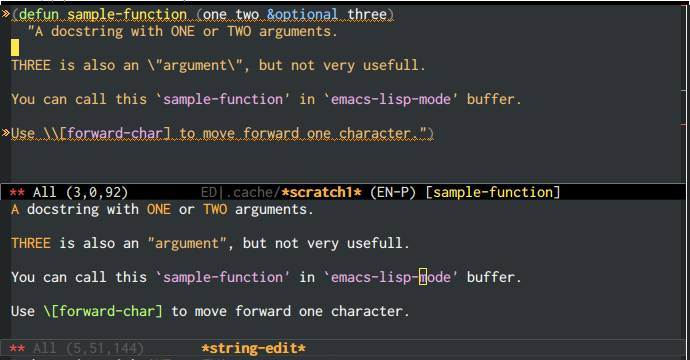 (defun sample-function (one two &optional three)
"A docstring with ONE or TWO arguments.
THREE is also an \"argument\", but not very usefull.
You can call this `sample-function' in `emacs-lisp-mode' buffer.
Use \\[forward-char] to move forward one character.")
** All (3,0,92) ED|.cache/*scratch1* (EN-P) [sample-function]
A docstring with ONE or TWO arguments.
THREE is also an "argument", but not very usefull.
You can call this `sample-function' in `emacs-lisp-mode' buffer.
Use \[forward-char] to move forward one character.
** All (5,51,144) *string-edit*